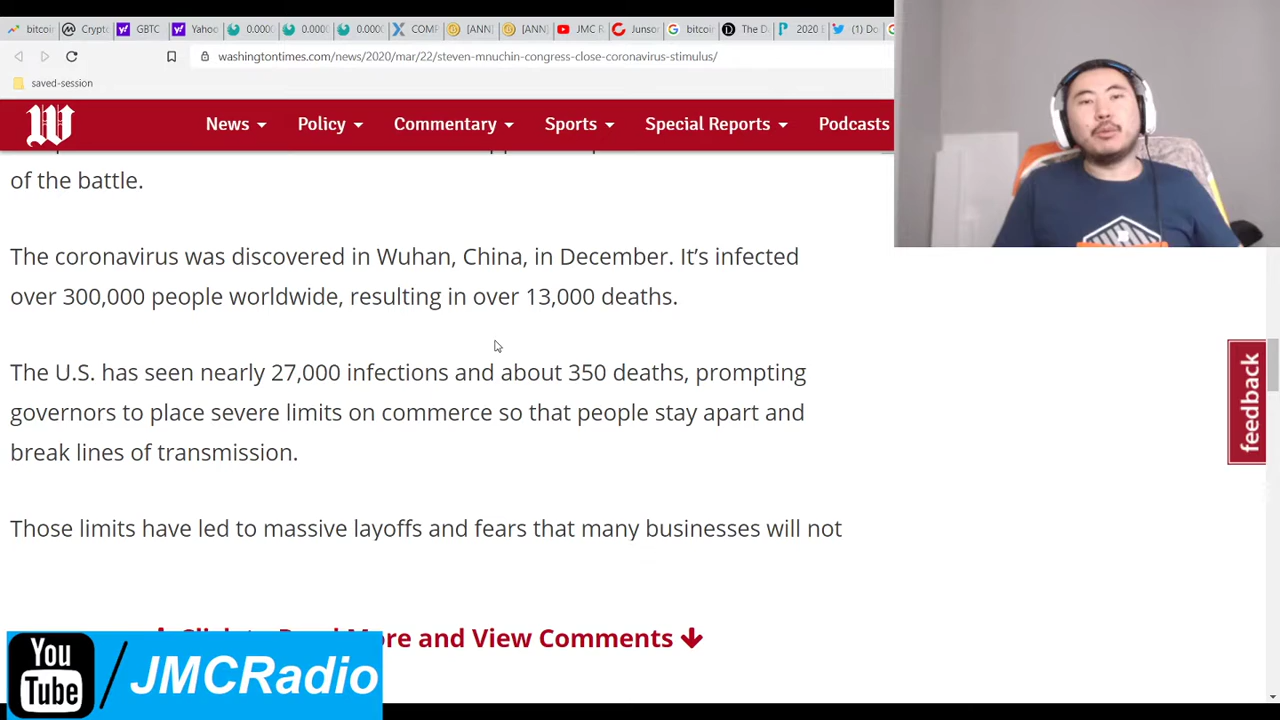 bitcoi
Crypto
GBTC
Yahoo
0.000
0.000
0.000
COMP
[ANN]
[ANN]
JMC R
Junso
bitcoi
The D
2020 E
(1) Do
washingtontimes.com/news/2020/mar/22/steven-mnuchin-congress-close-coronavirus-stimulus/
saved-session
W
News
Policy
Commentary
Sports
Special Reports
Podcasts
of the battle.
The coronavirus was discovered in Wuhan, China, in December. It’s infected
over 300,000 people worldwide, resulting in over 13,000 deaths.
The U.S. has seen nearly 27,000 infections and about 350 deaths, prompting
governors to place severe limits on commerce so that people stay apart and
break lines of transmission.
feedback
Those limits have led to massive layoffs and fears that many businesses will not
More and View Comments
You
Tube
/JMCRadio